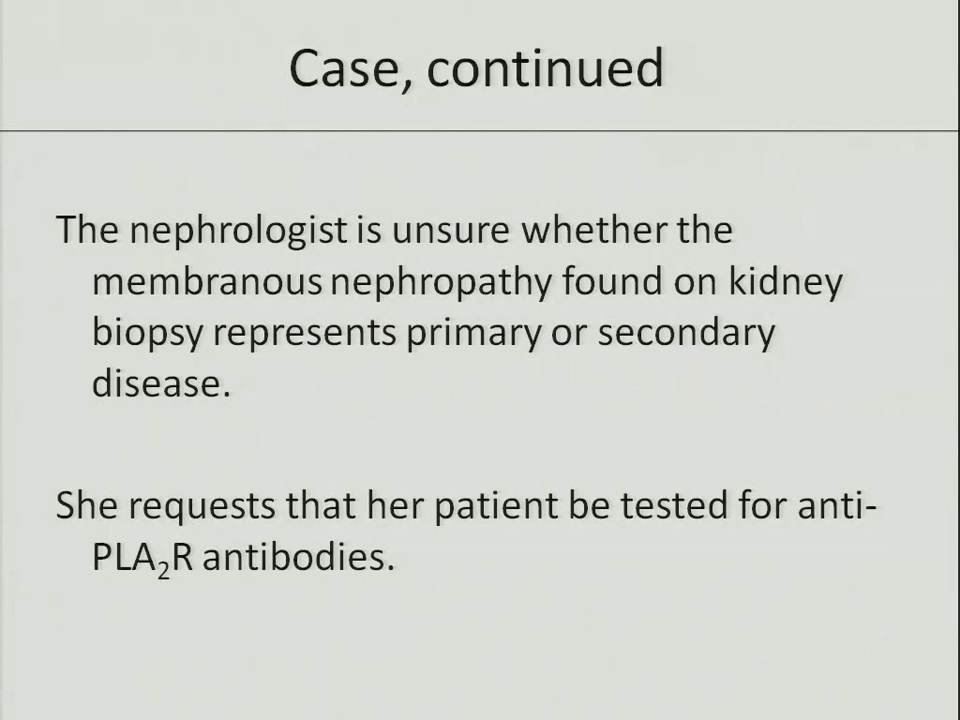 Case, continued
The nephrologist is unsure whether the
membranous nephropathy found on kidney
biopsy represents primary or secondary
disease.
She requests that her patient be tested for anti-
PLA₂R antibodies.